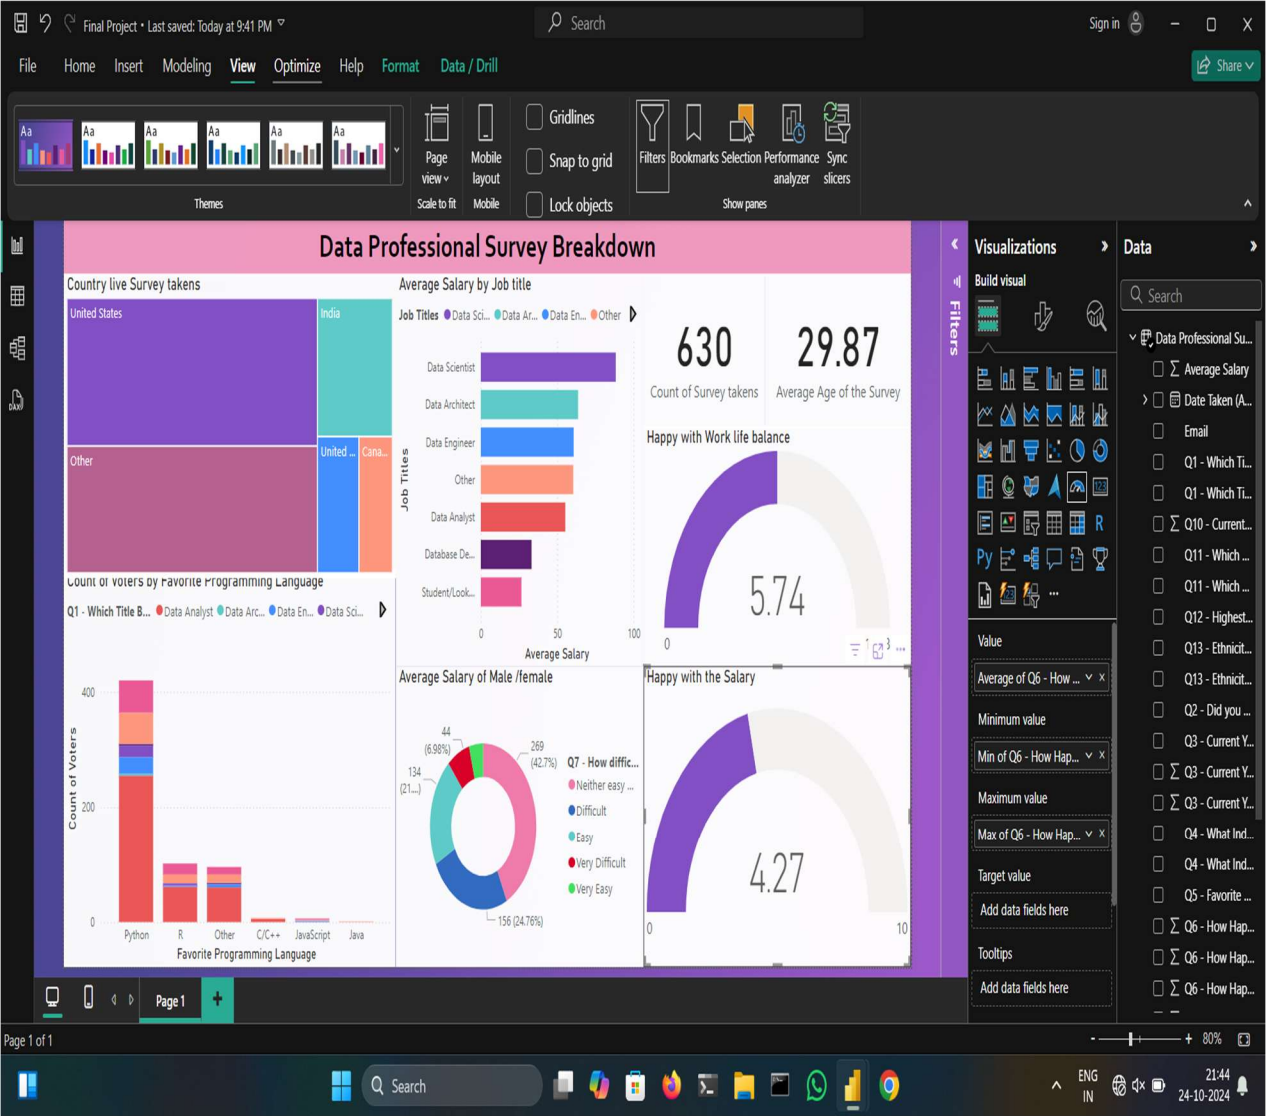 Final Project • Last saved: Today at 9:41 PM
Search
Sign in
File Home Insert Modeling View Optimize Help Format Data / Drill
Share
Aa Aa Aa Aa Aa Aa
Themes
Page view
Scale to fit
Mobile layout
Mobile
Gridlines
Snap to grid
Lock objects
Filters Bookmarks Selection Performance analyzer Sync slicers
Show panes
Data Professional Survey Breakdown
Country live Survey takens
United States
India
Other
United ...
Cana...
Average Salary by Job title
Job Titles Data Sci... Data Ar... Data En... Other
Job Titles
Data Scientist
Data Architect
Data Engineer
Other
Data Analyst
Database De...
Student/Look...
0 50 100
Average Salary
630
Count of Survey takens
29.87
Average Age of the Survey
Happy with Work life balance
5.74
0
Count of Voters by Favorite Programming Language
Q1 - Which Title B... Data Analyst Data Arc... Data En... Data Sci...
Count of Voters
400
200
0
Python R Other C/C++ JavaScript Java
Favorite Programming Language
Average Salary of Male /female
44
(6.98%)
269
(42.7%)
134
(21...)
156 (24.76%)
Q7 - How diffic...
Neither easy ...
Difficult
Easy
Very Difficult
Very Easy
Happy with the Salary
4.27
0 10
Filters
Visualizations
Build visual
123
R
Py
...
Value
Average of Q6 - How ...
Minimum value
Min of Q6 - How Hap...
Maximum value
Max of Q6 - How Hap...
Target value
Add data fields here
Tooltips
Add data fields here
Data
Search
Data Professional Su...
Average Salary
Date Taken (A...
Email
Q1 - Which Ti...
Q1 - Which Ti...
Q10 - Current...
Q11 - Which ...
Q11 - Which ...
Q12 - Highest...
Q13 - Ethnicit...
Q13 - Ethnicit...
Q2 - Did you ...
Q3 - Current Y...
Q3 - Current Y...
Q3 - Current Y...
Q4 - What Ind...
Q4 - What Ind...
Q5 - Favorite ...
Q6 - How Hap...
Q6 - How Hap...
Q6 - How Hap...
Page 1
Page 1 of 1
- + 80%
Search
ENG
IN
21:44
24-10-2024